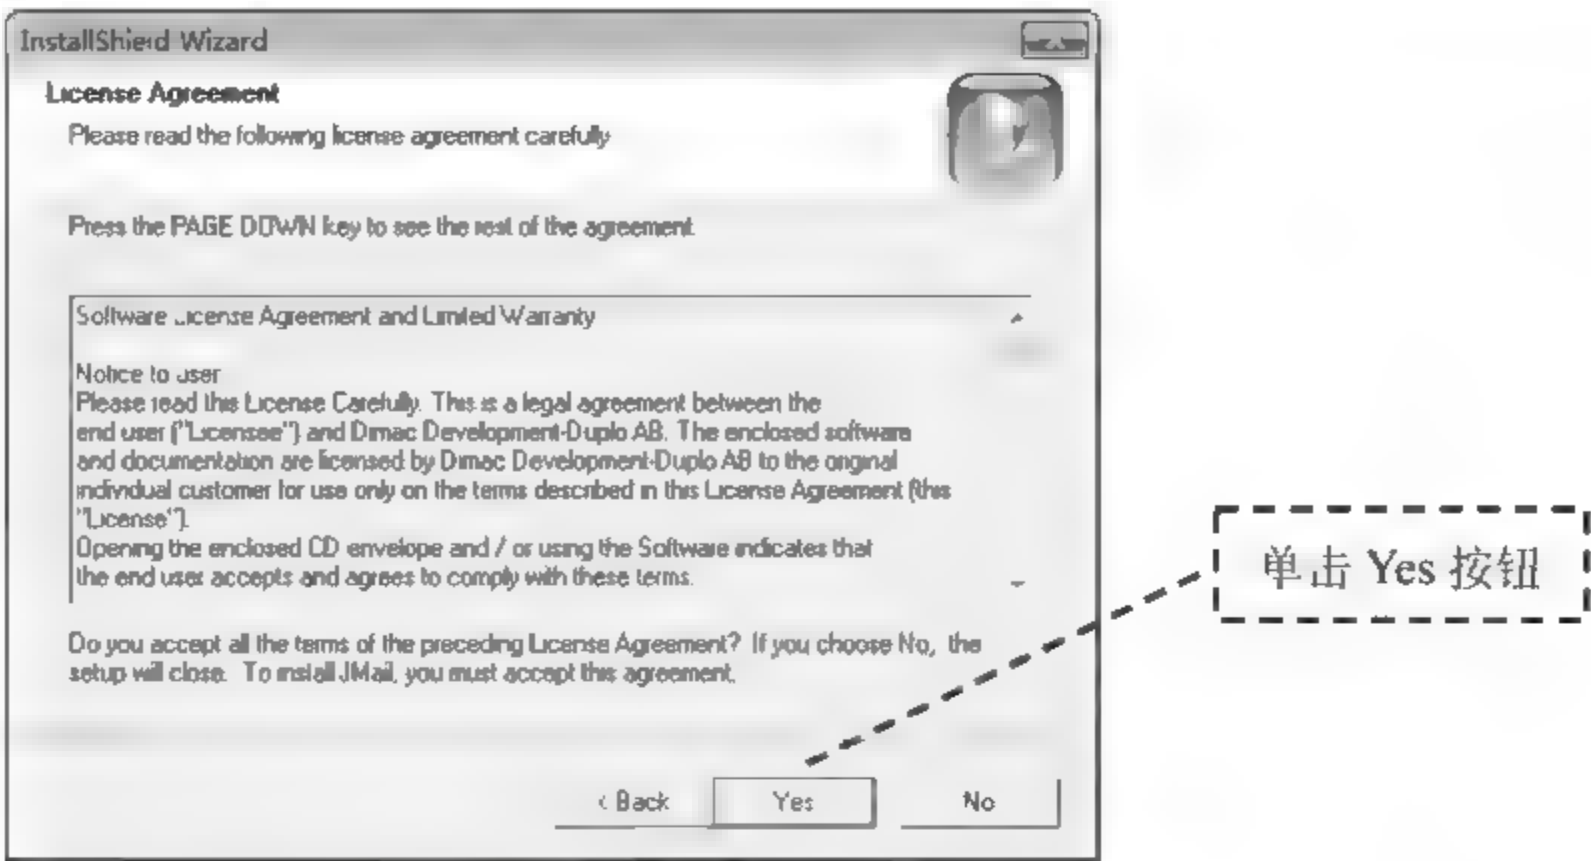 InstallShield Wizard
License Agreement
Please read the following license agreement carefully
Press the PAGE DOWN key to see the rest of the agreement.
Software License Agreement and Limited Warranty
Notice to user
Please read this License Carefully. This is a legal agreement between the
end user ("Licensee") and Dimac Development-Duplo AB. The enclosed software
and documentation are licensed by Dimac Development-Duplo AB to the original
individual customer for use only on the terms described in this License Agreement (this
"License").
Opening the enclosed CD envelope and / or using the Software indicates that
the end user accepts and agrees to comply with these terms.
Do you accept all the terms of the preceding License Agreement? If you choose No, the
setup will close. To install JMail, you must accept this agreement.
< Back
Yes
No
单击 Yes 按钮